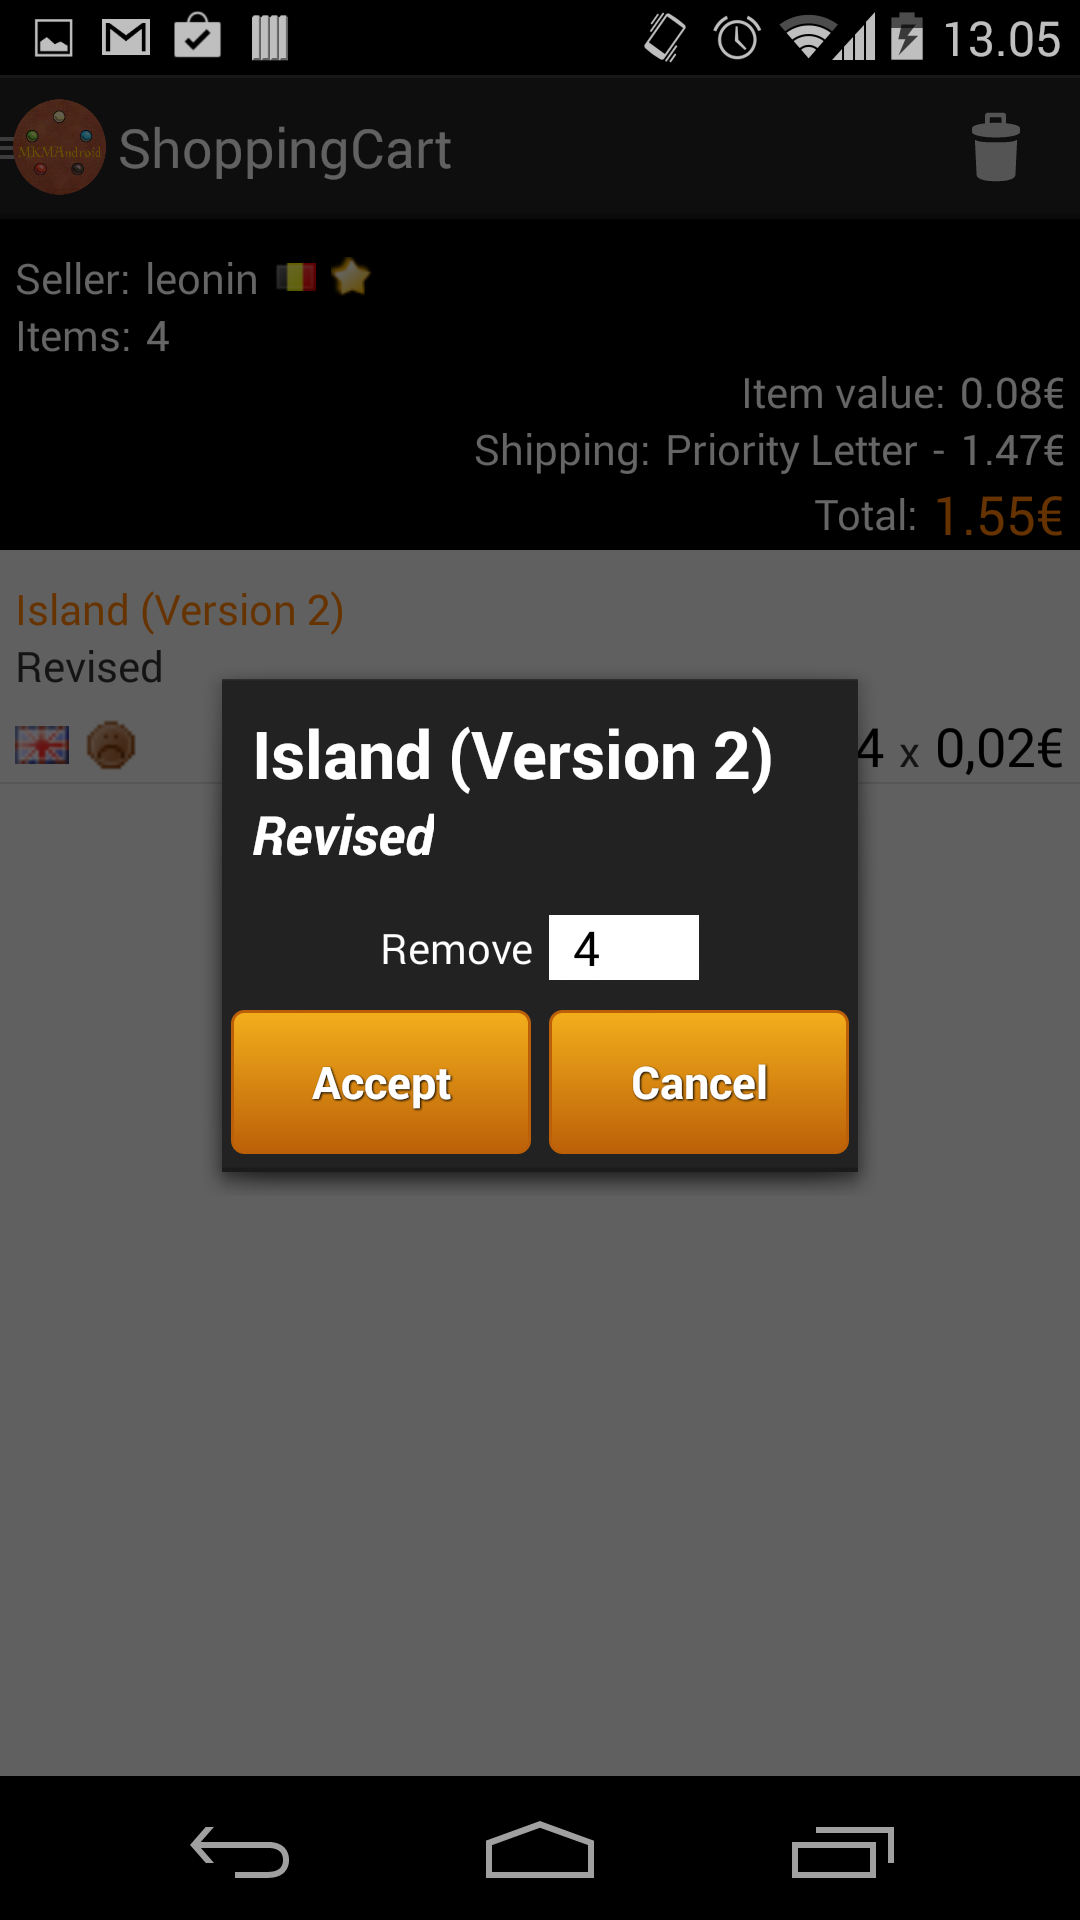 13.05
MKMAndroid
ShoppingCart
Seller: leonin
Items: 4
Item value: 0.08€
Shipping: Priority Letter - 1.47€
Total: 1.55€
Island (Version 2)
Revised
4 x 0,02€
Island (Version 2)
Revised
Remove 4
Accept
Cancel